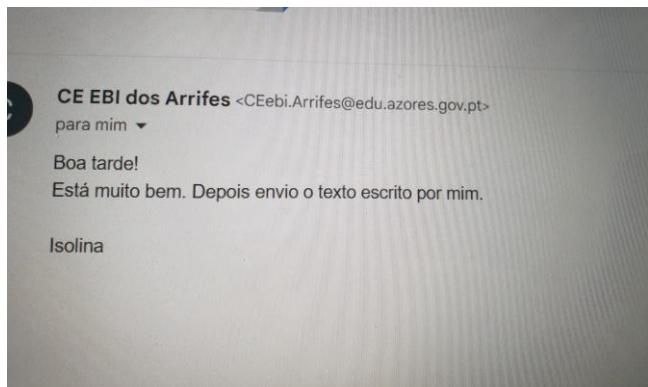 CE EBI dos Arrifes <CEebi.Arrifes@edu.azores.gov.pt>
para mim
Boa tarde!
Está muito bem. Depois envio o texto escrito por mim.
Isolina